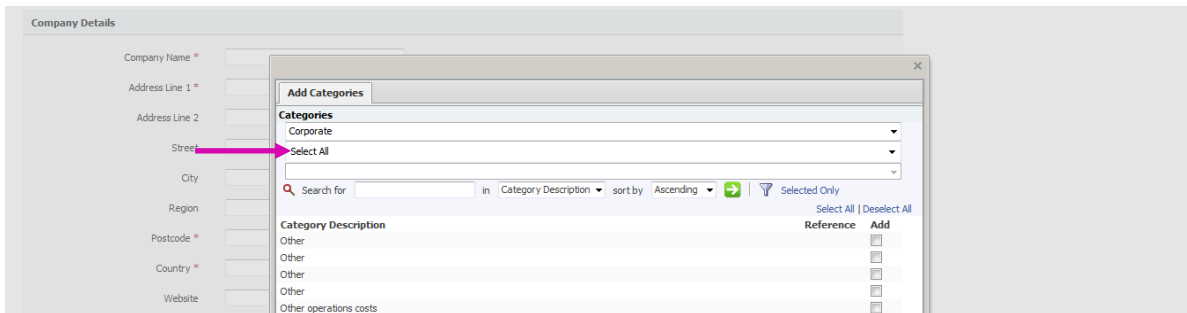 Company Details
Company Name *
×
Address Line 1 *
Add Categories
Address Line 2
Categories
Corporate
Street
Select All
City
Search for in Category Description sort by Ascending Selected Only
Region
Select All | Deselect All
Category Description Reference Add
Postcode *
Other
Other
Country *
Other
Other
Website
Other operations costs